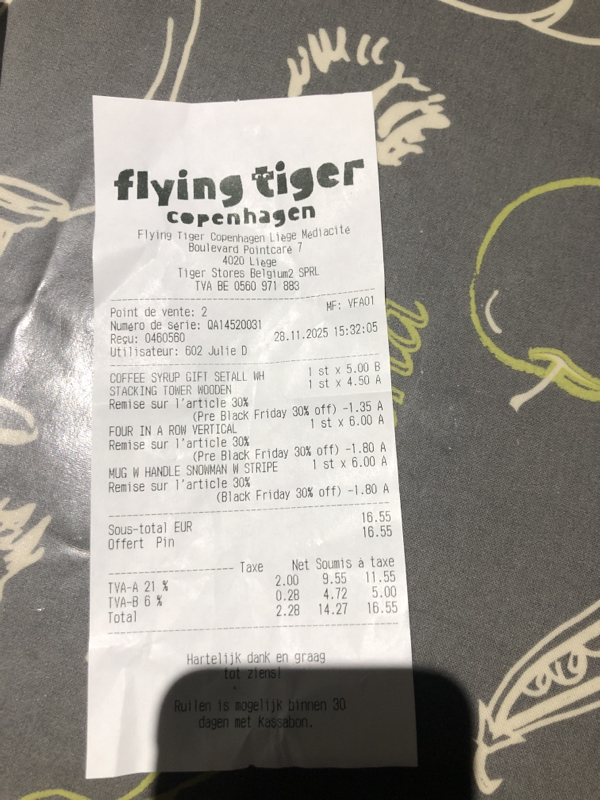 flying tiger
copenhagen
Flying Tiger Copenhagen Liège Médiacité
Boulevard Pointcaré 7
4020 Liège
Tiger Stores Belgium2 SPRL
TVA BE 0560 971 883
Point de vente: 2 MF: VFA01
Numéro de série: QA14520031
Reçu: 0460560 28.11.2025 15:32:05
Utilisateur: 602 Julie D
COFFEE SYRUP GIFT SETALL WH 1 st x 5.00 B
STACKING TOWER WOODEN 1 st x 4.50 A
Remise sur l'article 30%
(Pre Black Friday 30% off) -1.35 A
FOUR IN A ROW VERTICAL 1 st x 6.00 A
Remise sur l'article 30%
(Pre Black Friday 30% off) -1.80 A
MUG W HANDLE SNOWMAN W STRIPE 1 st x 6.00 A
Remise sur l'article 30%
(Black Friday 30% off) -1.80 A
Sous-total EUR 16.55
Offert Pin 16.55
Taxe Net Soumis à taxe
TVA-A 21 % 2.00 9.55 11.55
TVA-B 6 % 0.28 4.72 5.00
Total 2.28 14.27 16.55
Hartelijk dank en graag
tot ziens!
Ruilen is mogelijk binnen 30
dagen met kassabon.